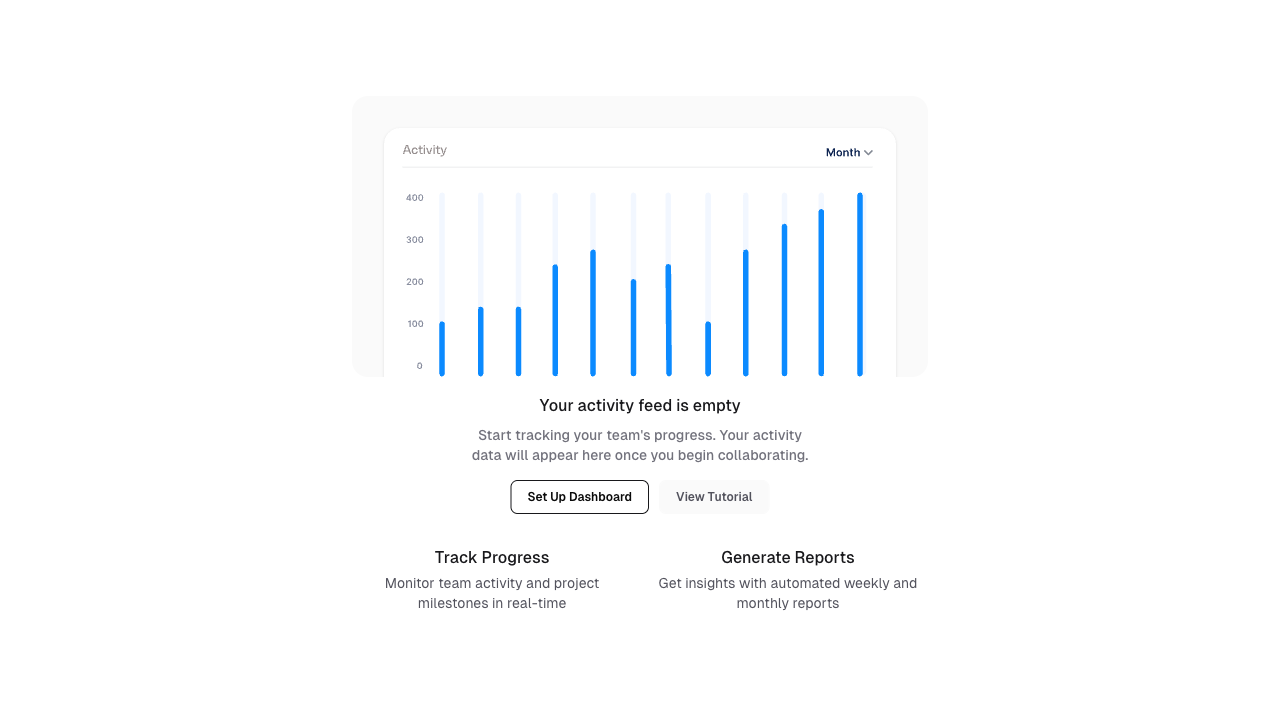 Activity
Month
400
300
200
100
0
Your activity feed is empty
Start tracking your team's progress. Your activity
data will appear here once you begin collaborating.
Set Up Dashboard
View Tutorial
Track Progress
Monitor team activity and project
milestones in real-time
Generate Reports
Get insights with automated weekly and
monthly reports